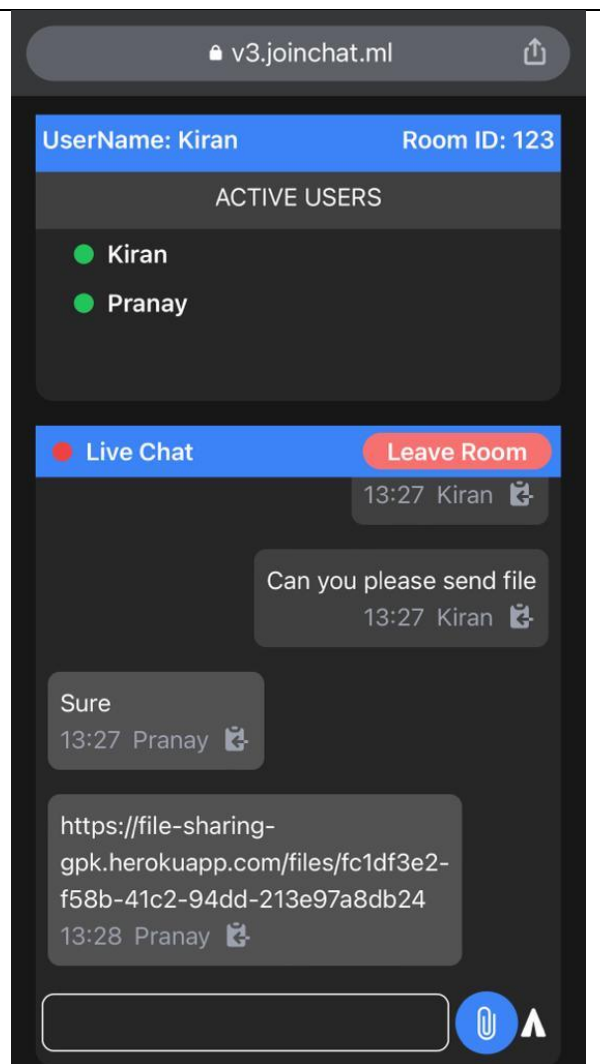 v3.joinchat.ml
UserName: Kiran Room ID: 123
ACTIVE USERS
Kiran
Pranay
Live Chat Leave Room
13:27 Kiran
Can you please send file
13:27 Kiran
Sure
13:27 Pranay
https://file-sharing-
gpk.herokuapp.com/files/fc1df3e2-
f58b-41c2-94dd-213e97a8db24
13:28 Pranay